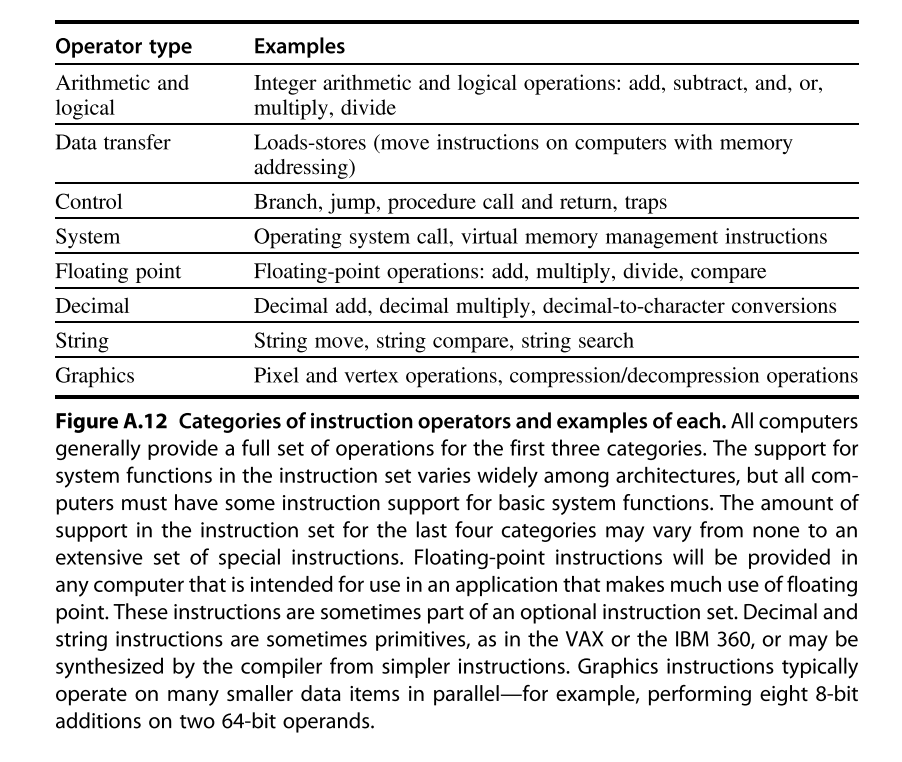 Operator type Examples
Arithmetic and Integer arithmetic and logical operations: add, subtract, and, or,
logical multiply, divide
Data transfer Loads-stores (move instructions on computers with memory
addressing)
Control Branch, jump, procedure call and return, traps
System Operating system call, virtual memory management instructions
Floating point Floating-point operations: add, multiply, divide, compare
Decimal Decimal add, decimal multiply, decimal-to-character conversions
String String move, string compare, string search
Graphics Pixel and vertex operations, compression/decompression operations
Figure A.12 Categories of instruction operators and examples of each. All computers
generally provide a full set of operations for the first three categories. The support for
system functions in the instruction set varies widely among architectures, but all com-
puters must have some instruction support for basic system functions. The amount of
support in the instruction set for the last four categories may vary from none to an
extensive set of special instructions. Floating-point instructions will be provided in
any computer that is intended for use in an application that makes much use of floating
point. These instructions are sometimes part of an optional instruction set. Decimal and
string instructions are sometimes primitives, as in the VAX or the IBM 360, or may be
synthesized by the compiler from simpler instructions. Graphics instructions typically
operate on many smaller data items in parallel—for example, performing eight 8-bit
additions on two 64-bit operands.